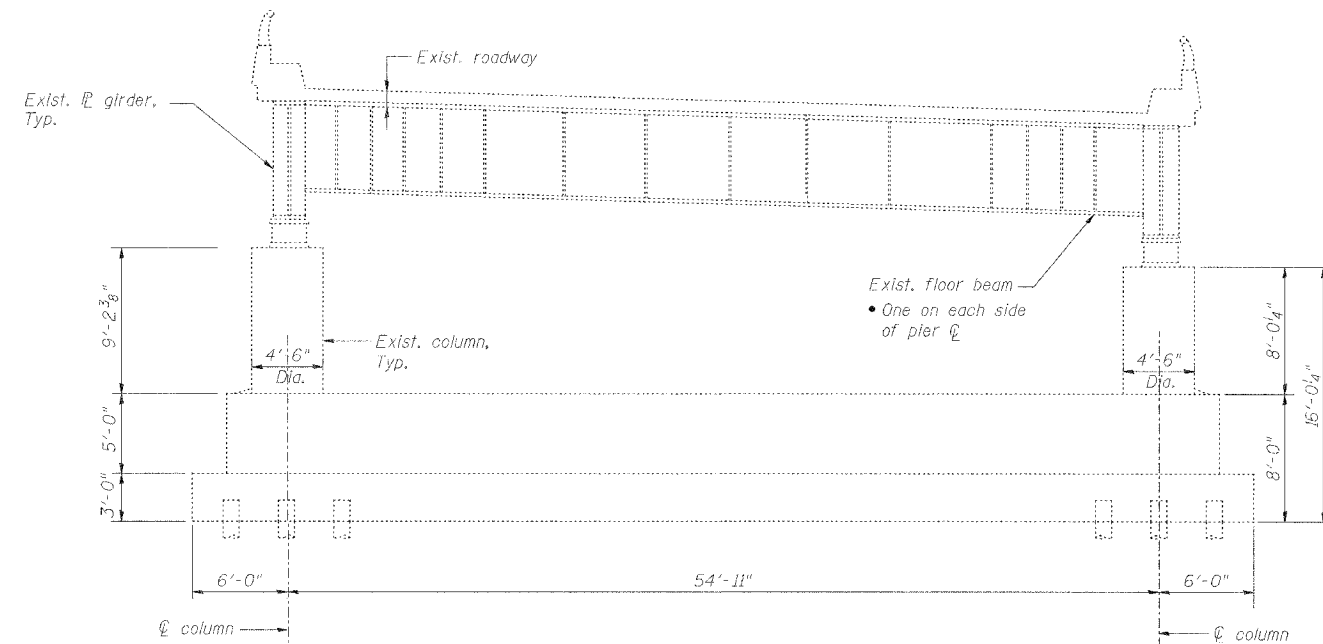 Exist. roadway
Exist. ℄ girder,
Typ.
Exist. floor beam
• One on each side
of pier ℄
Exist. column,
Typ.
4'-6"
Dia.
4'-6"
Dia.
9'-2⅜"
5'-0"
3'-0"
8'-0¼"
16'-0¼"
8'-0"
6'-0"
54'-11"
6'-0"
℄ column
℄ column